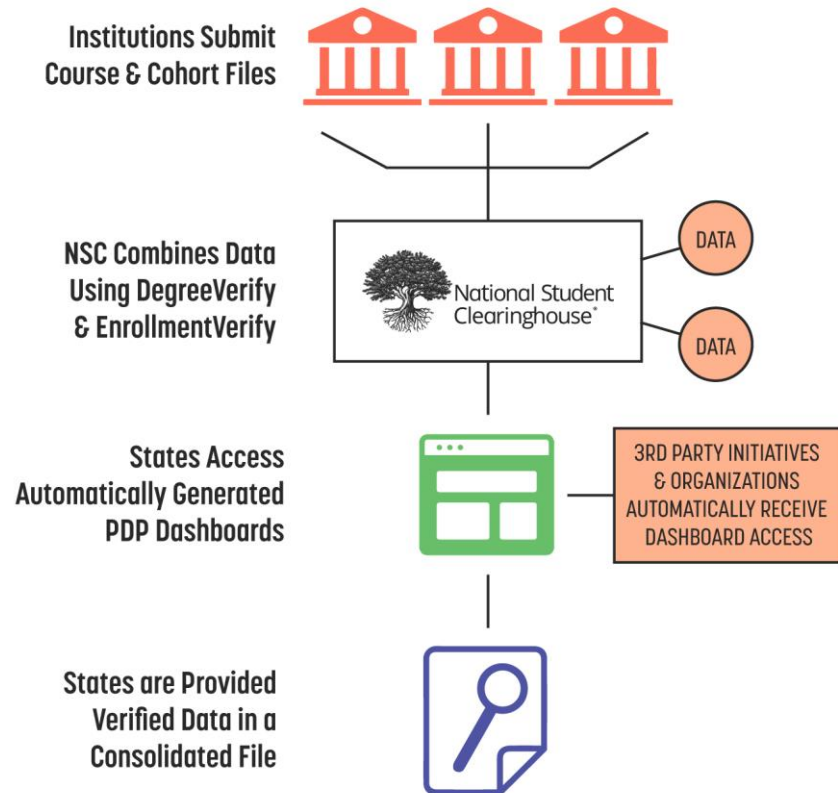 Institutions Submit
Course & Cohort Files
NSC Combines Data
Using DegreeVerify
& EnrollmentVerify
National Student
Clearinghouse®
DATA
DATA
States Access
Automatically Generated
PDP Dashboards
3RD PARTY INITIATIVES
& ORGANIZATIONS
AUTOMATICALLY RECEIVE
DASHBOARD ACCESS
States are Provided
Verified Data in a
Consolidated File